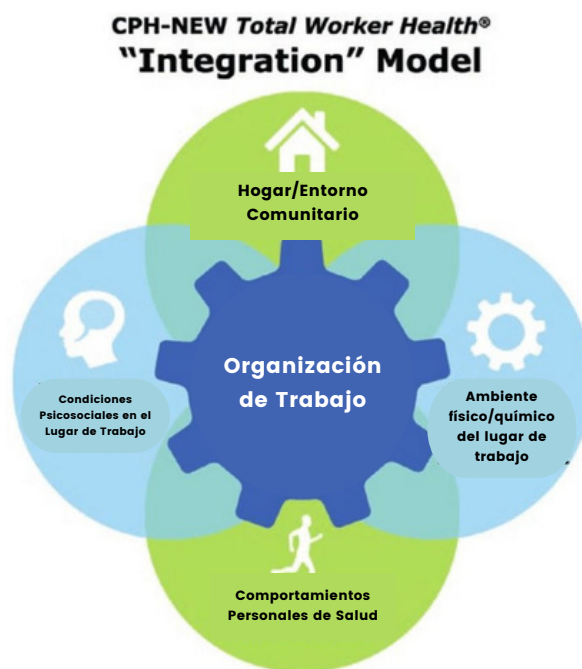 CPH-NEW Total Worker Health®
“Integration” Model
Hogar/Entorno
Comunitario
Organización
de Trabajo
Condiciones
Psicosociales en el
Lugar de Trabajo
Ambiente
físico/químico
del lugar de
trabajo
Comportamientos
Personales de Salud